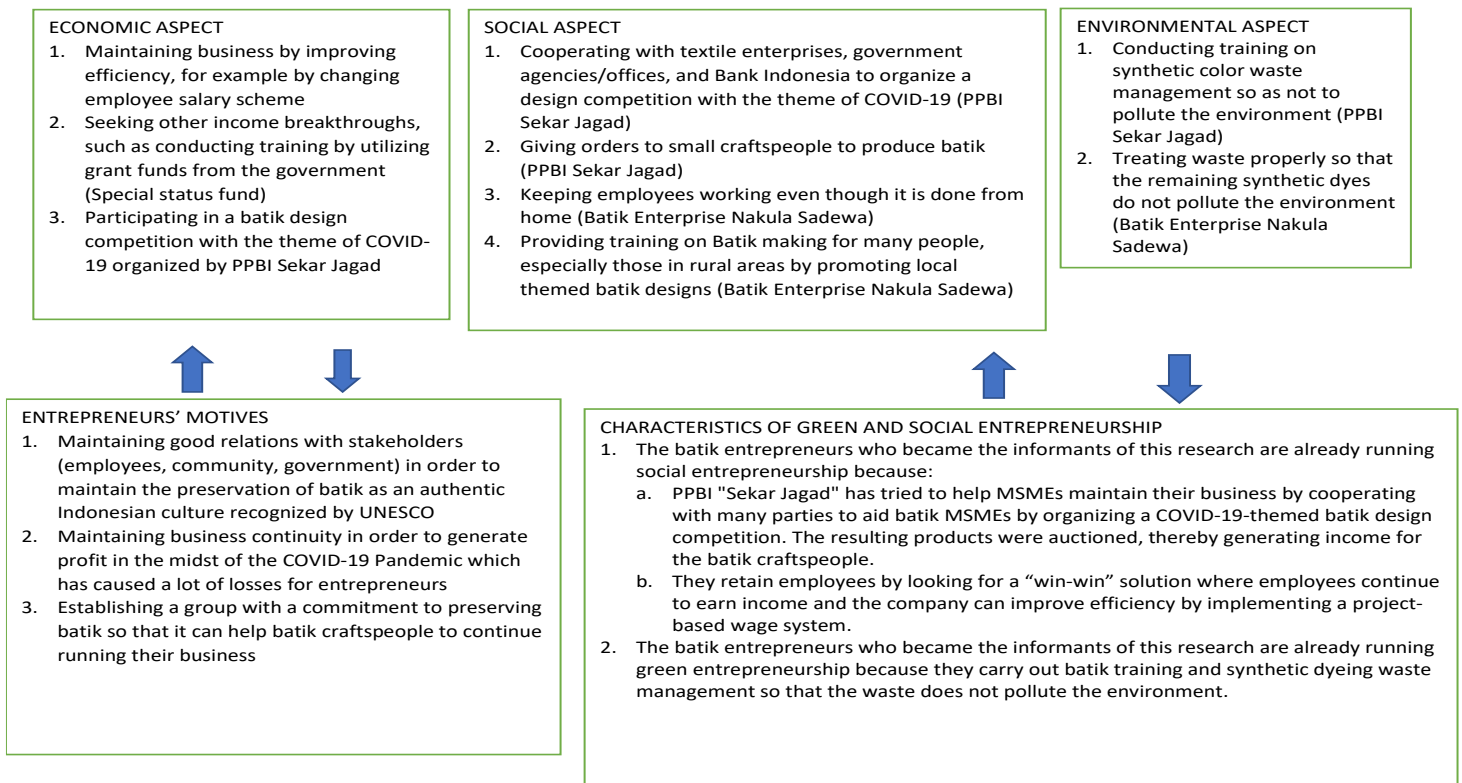 ECONOMIC ASPECT
1. Maintaining business by improving
efficiency, for example by changing
employee salary scheme
2. Seeking other income breakthroughs,
such as conducting training by utilizing
grant funds from the government
(Special status fund)
3. Participating in a batik design
competition with the theme of COVID-
19 organized by PPBI Sekar Jagad
SOCIAL ASPECT
1. Cooperating with textile enterprises, government
agencies/offices, and Bank Indonesia to organize a
design competition with the theme of COVID-19 (PPBI
Sekar Jagad)
2. Giving orders to small craftspeople to produce batik
(PPBI Sekar Jagad)
3. Keeping employees working even though it is done from
home (Batik Enterprise Nakula Sadewa)
4. Providing training on Batik making for many people,
especially those in rural areas by promoting local
themed batik designs (Batik Enterprise Nakula Sadewa)
ENVIRONMENTAL ASPECT
1. Conducting training on
synthetic color waste
management so as not to
pollute the environment (PPBI
Sekar Jagad)
2. Treating waste properly so that
the remaining synthetic dyes
do not pollute the environment
(Batik Enterprise Nakula
Sadewa)
ENTREPRENEURS’ MOTIVES
1. Maintaining good relations with stakeholders
(employees, community, government) in order to
maintain the preservation of batik as an authentic
Indonesian culture recognized by UNESCO
2. Maintaining business continuity in order to generate
profit in the midst of the COVID-19 Pandemic which
has caused a lot of losses for entrepreneurs
3. Establishing a group with a commitment to preserving
batik so that it can help batik craftspeople to continue
running their business
CHARACTERISTICS OF GREEN AND SOCIAL ENTREPRENEURSHIP
1. The batik entrepreneurs who became the informants of this research are already running
social entrepreneurship because:
a. PPBI "Sekar Jagad" has tried to help MSMEs maintain their business by cooperating
with many parties to aid batik MSMEs by organizing a COVID-19-themed batik design
competition. The resulting products were auctioned, thereby generating income for
the batik craftspeople.
b. They retain employees by looking for a “win-win” solution where employees continue
to earn income and the company can improve efficiency by implementing a project-
based wage system.
2. The batik entrepreneurs who became the informants of this research are already running
green entrepreneurship because they carry out batik training and synthetic dyeing waste
management so that the waste does not pollute the environment.